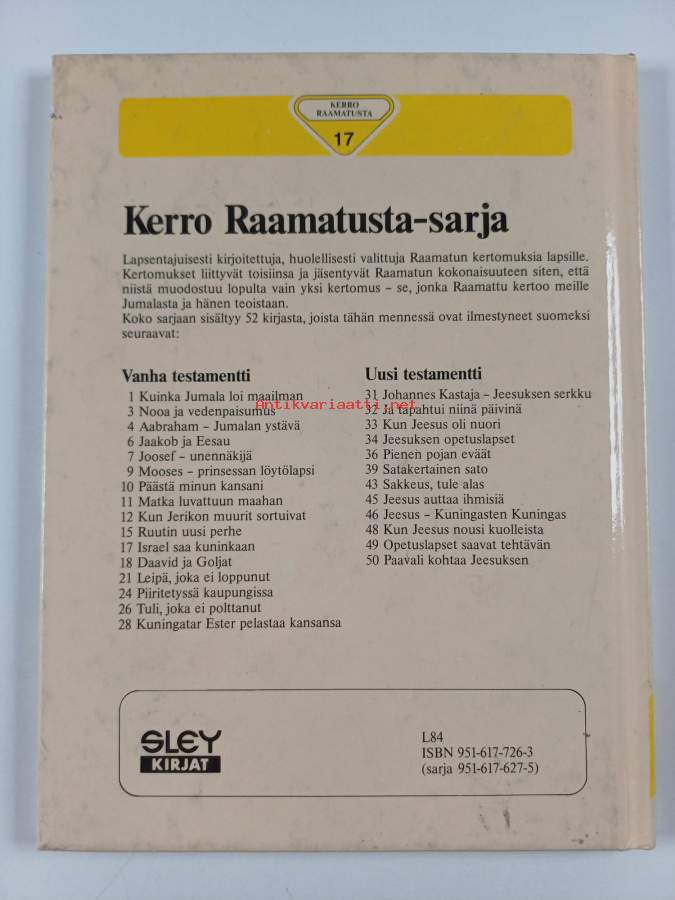 KERRO
RAAMATUSTA
17
Kerro Raamatusta-sarja
Lapsentajuisesti kirjoitettuja, huolellisesti valittuja Raamatun kertomuksia lapsille.
Kertomukset liittyvät toisiinsa ja jäsentyvät Raamatun kokonaisuuteen siten, että
niistä muodostuu lopulta vain yksi kertomus – se, jonka Raamattu kertoo meille
Jumalasta ja hänen teoistaan.
Koko sarjaan sisältyy 52 kirjasta, joista tähän mennessä ovat ilmestyneet suomeksi
seuraavat:
Vanha testamentti
1 Kuinka Jumala loi maailman
3 Nooa ja vedenpaisumus
4 Aabraham – Jumalan ystävä
6 Jaakob ja Eesau
7 Joosef – unennäkijä
9 Mooses – prinsessan löytölapsi
10 Päästä minun kansani
11 Matka luvattuun maahan
12 Kun Jerikon muurit sortuivat
15 Ruutin uusi perhe
17 Israel saa kuninkaan
18 Daavid ja Goljat
21 Leipä, joka ei loppunut
24 Piiritetyssä kaupungissa
26 Tuli, joka ei polttanut
28 Kuningatar Ester pelastaa kansansa
Uusi testamentti
31 Johannes Kastaja – Jeesuksen serkku
32 Ja tapahtui niinä päivinä
33 Kun Jeesus oli nuori
34 Jeesuksen opetuslapset
36 Pienen pojan eväät
39 Satakertainen sato
43 Sakkeus, tule alas
45 Jeesus auttaa ihmisiä
46 Jeesus – Kuningasten Kuningas
48 Kun Jeesus nousi kuolleista
49 Opetuslapset saavat tehtävän
50 Paavali kohtaa Jeesuksen
Antikvariaatti.net
SLEY
KIRJAT
L84
ISBN 951-617-726-3
(sarja 951-617-627-5)